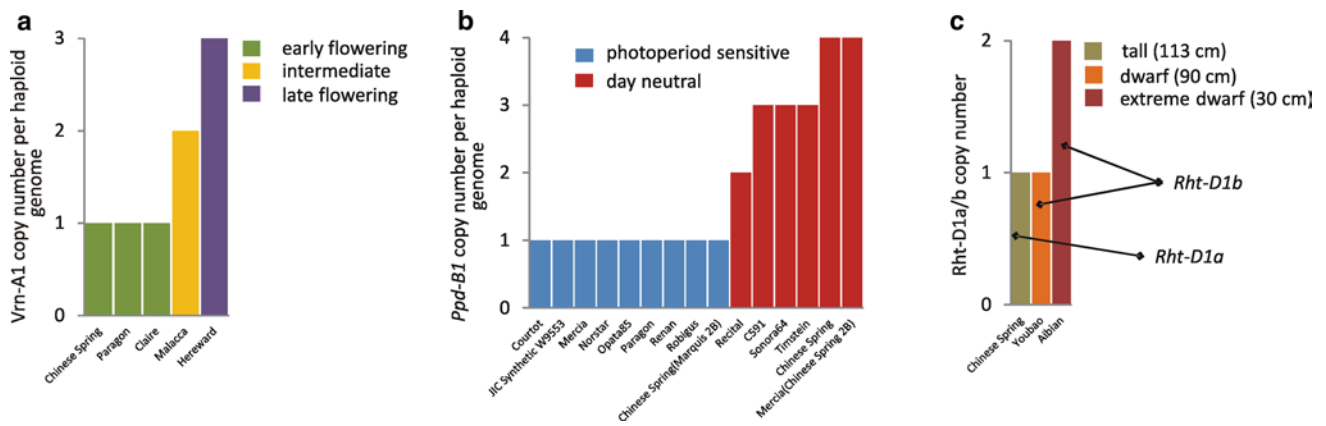 a
Vrn-A1 copy number per haploid
genome
3
2
1
0
early flowering
intermediate
late flowering
Chinese Spring
Paragon
Claire
Malacca
Hereward
b
Ppd-B1 copy number per haploid
genome
4
3
2
1
0
photoperiod sensitive
day neutral
Courtot
JIC Synthetic W9553
Mercia
Norstar
Opata85
Paragon
Renan
Robigus
Chinese Spring(Marquis 2B)
Recital
C591
Sonora64
Timstein
Chinese Spring
Mercia(Chinese Spring 2B)
c
Rht-D1a/b copy number
2
1
0
tall (113 cm)
dwarf (90 cm)
extreme dwarf (30 cm)
Rht-D1b
Rht-D1a
Chinese Spring
Youbao
Aibian